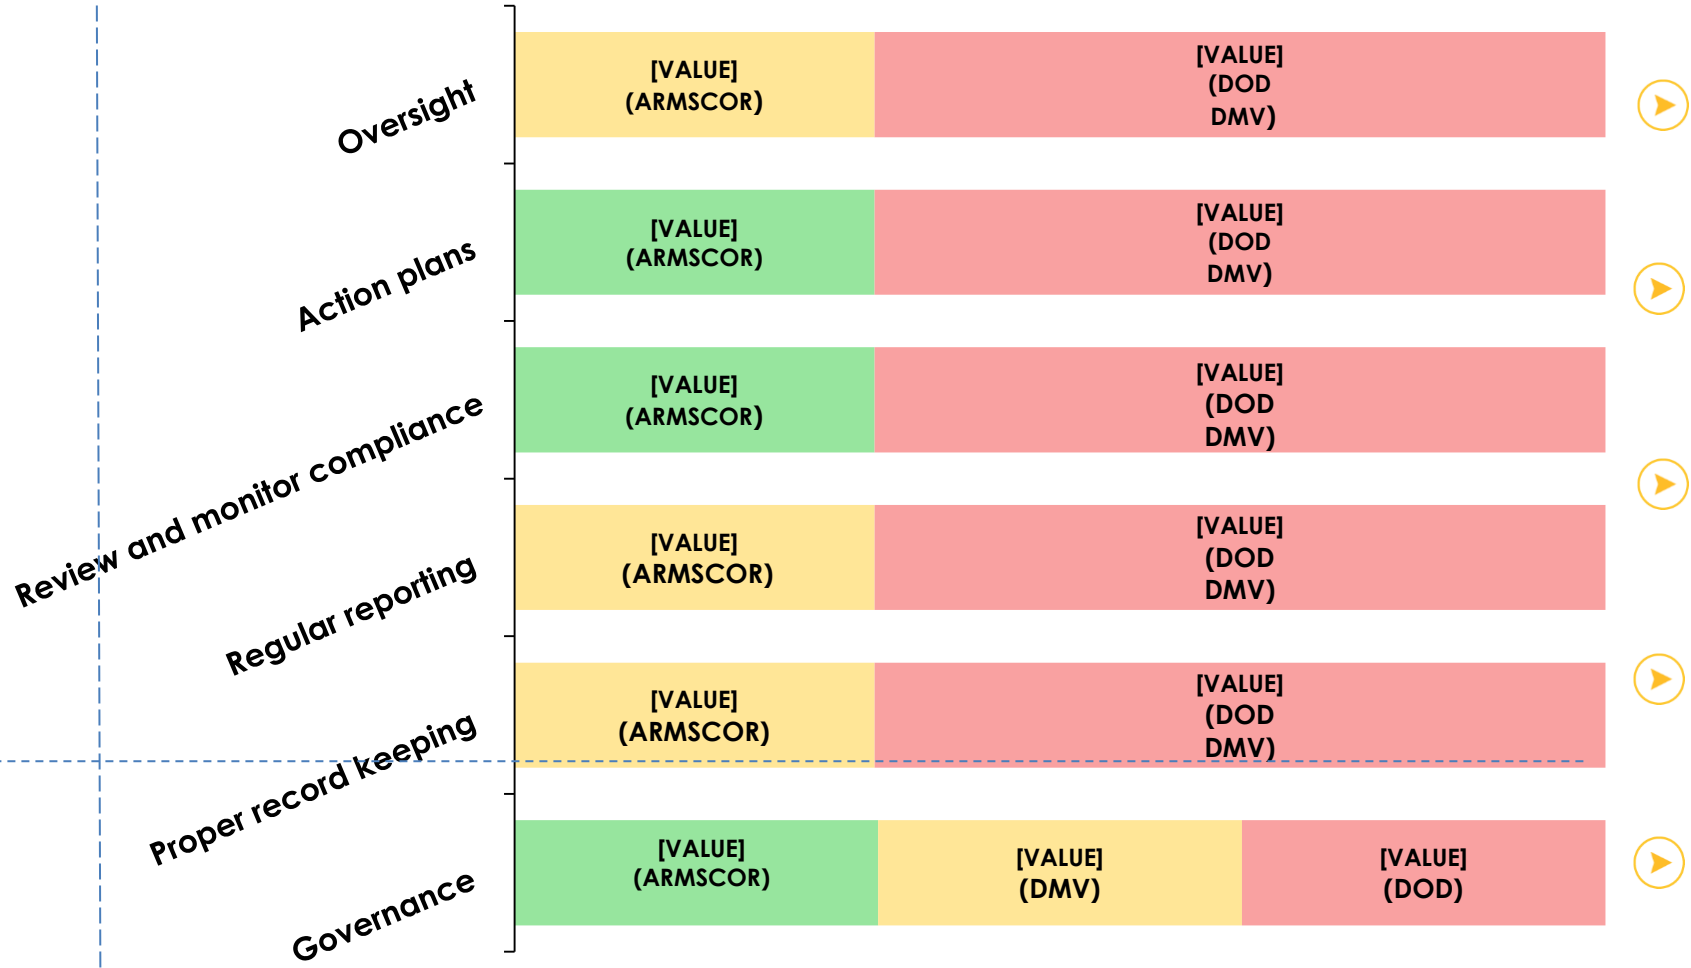 Oversight
[VALUE]
(ARMSCOR)
[VALUE]
(DOD
DMV)
Action plans
[VALUE]
(ARMSCOR)
[VALUE]
(DOD
DMV)
Review and monitor compliance
[VALUE]
(ARMSCOR)
[VALUE]
(DOD
DMV)
Regular reporting
[VALUE]
(ARMSCOR)
[VALUE]
(DOD
DMV)
Proper record keeping
[VALUE]
(ARMSCOR)
[VALUE]
(DOD
DMV)
Governance
[VALUE]
(ARMSCOR)
[VALUE]
(DMV)
[VALUE]
(DOD)